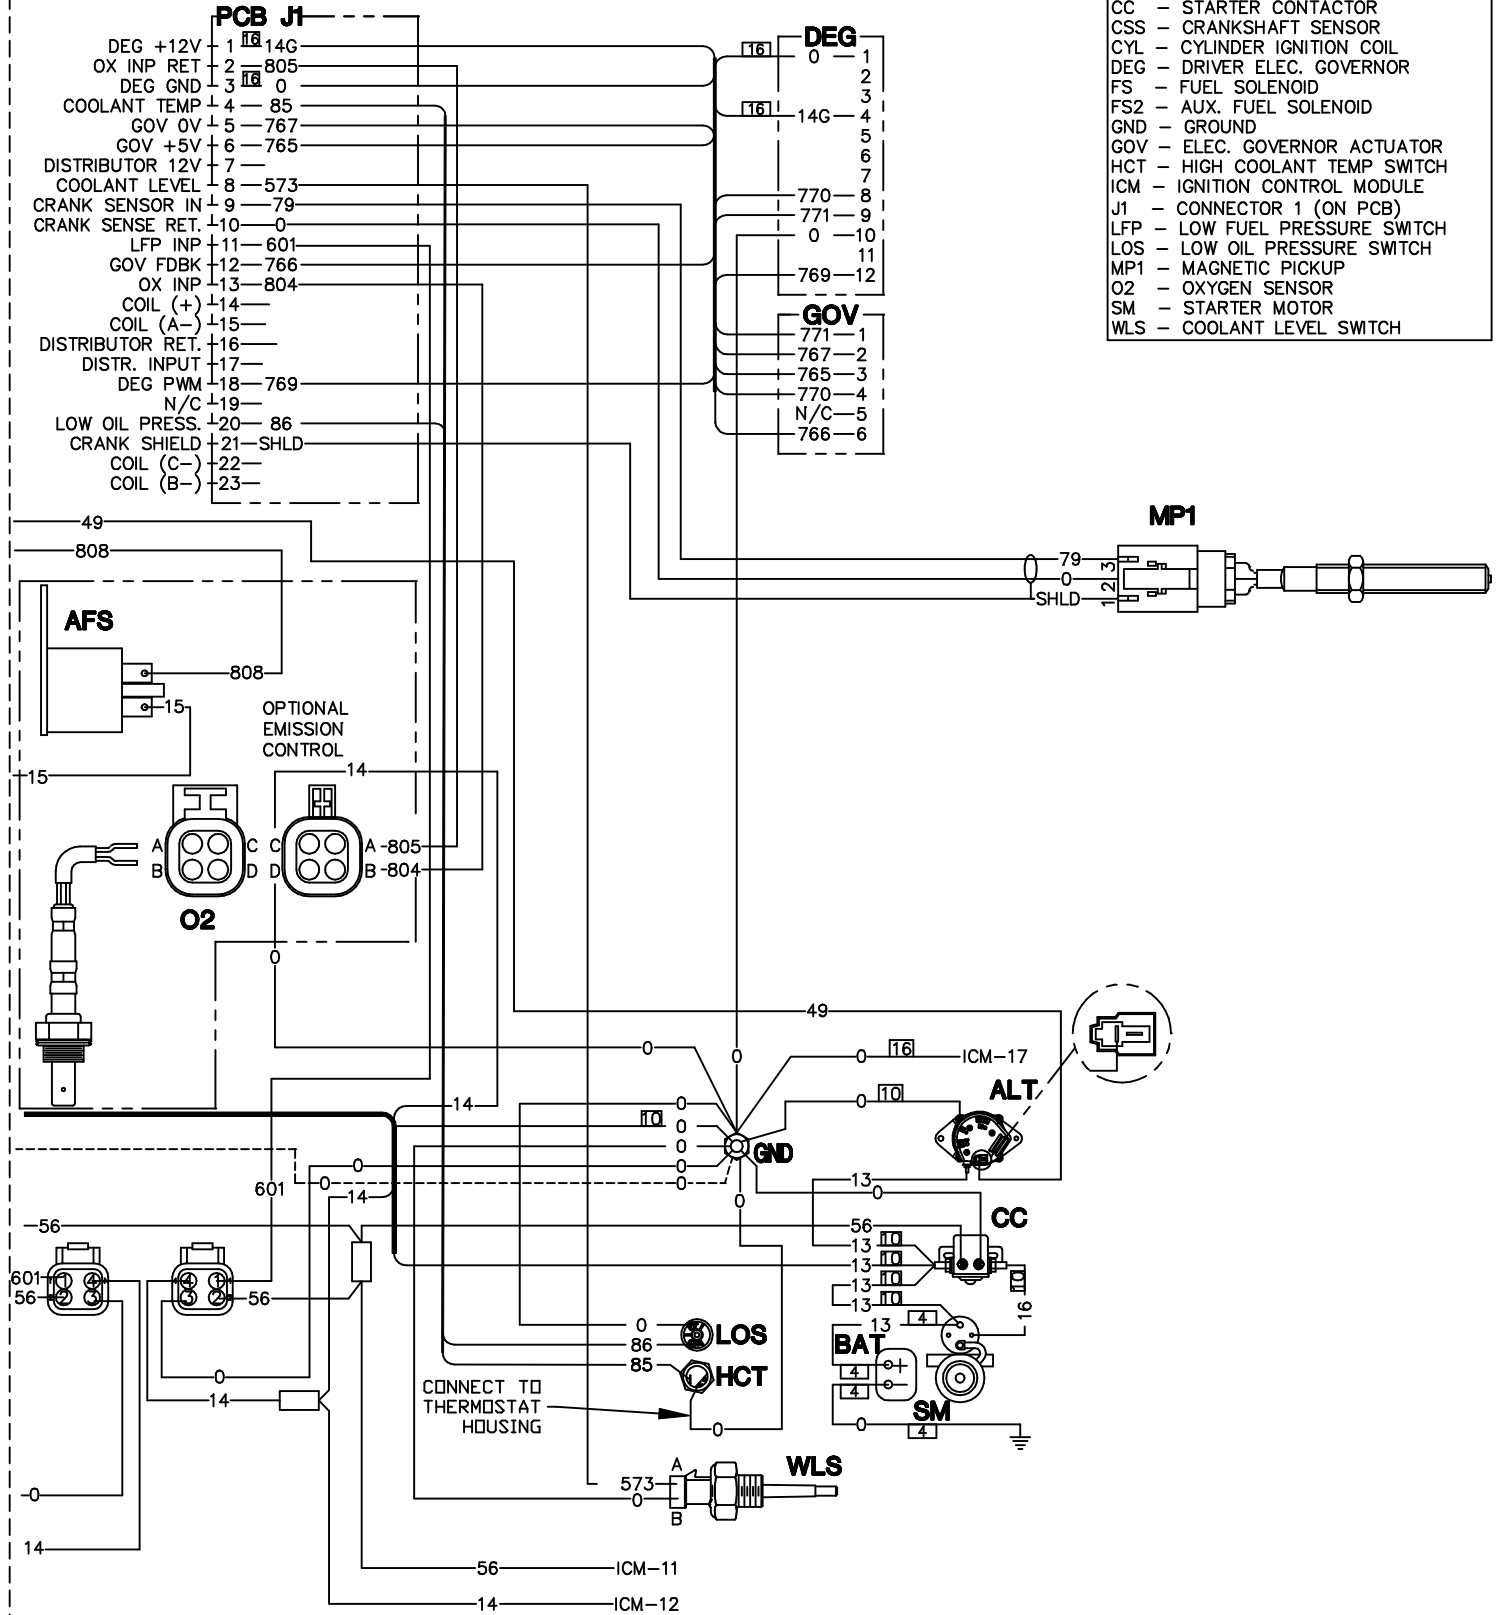 PCB J1
DEG +12V 1 16 14G
OX INP RET 2 805
DEG GND 3 16 0
COOLANT TEMP 4 85
GOV 0V 5 767
GOV +5V 6 765
DISTRIBUTOR 12V 7
COOLANT LEVEL 8 573
CRANK SENSOR IN 9 79
CRANK SENSE RET. 10 0
LFP INP 11 601
GOV FDBK 12 766
OX INP 13 804
COIL (+) 14
COIL (A-) 15
DISTRIBUTOR RET. 16
DISTR. INPUT 17
DEG PWM 18 769
N/C 19
LOW OIL PRESS. 20 86
CRANK SHIELD 21 SHLD
COIL (C-) 22
COIL (B-) 23
DEG
16 0 1
2
3
16 14G 4
5
6
7
770 8
771 9
0 10
11
769 12
GOV
771 1
767 2
765 3
770 4
N/C 5
766 6
CC – STARTER CONTACTOR
CSS – CRANKSHAFT SENSOR
CYL – CYLINDER IGNITION COIL
DEG – DRIVER ELEC. GOVERNOR
FS – FUEL SOLENOID
FS2 – AUX. FUEL SOLENOID
GND – GROUND
GOV – ELEC. GOVERNOR ACTUATOR
HCT – HIGH COOLANT TEMP SWITCH
ICM – IGNITION CONTROL MODULE
J1 – CONNECTOR 1 (ON PCB)
LFP – LOW FUEL PRESSURE SWITCH
LOS – LOW OIL PRESSURE SWITCH
MP1 – MAGNETIC PICKUP
O2 – OXYGEN SENSOR
SM – STARTER MOTOR
WLS – COOLANT LEVEL SWITCH
49
808
MP1
79 3
0 2
SHLD 1
AFS
808
15
15
OPTIONAL
EMISSION
CONTROL
14
A C C A 805
B D D B 804
O2
0
49
0
0
0 16 ICM-17
ALT
0 10
14
0
10 0
0
GND
0
0
0
0
601
14
13
0
0
56
56
CC
13 10
13 10
13 10
13 10
10
16
601 1 4
56 2 3
4 1
3 2 56
13 4
BAT
+
−
4
4
SM
0 4
0
LOS
86
85
HCT
0
CONNECT TO
THERMOSTAT
HOUSING
0
14
WLS
A
573
0
B
0
14
56 ICM-11
14 ICM-12